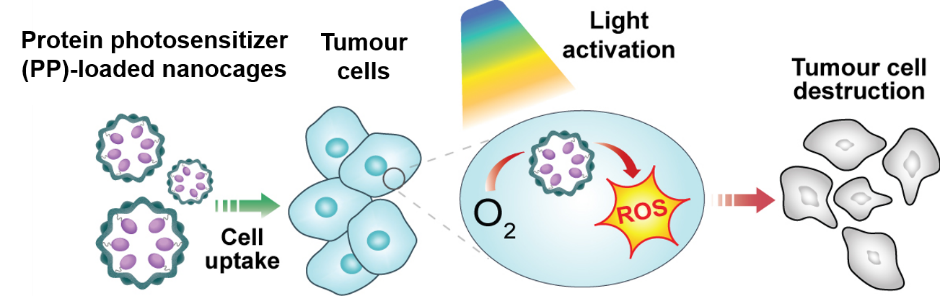 Protein photosensitizer
(PP)-loaded nanocages
Tumour
cells
Light
activation
Tumour cell
destruction
Cell
uptake
O2
ROS